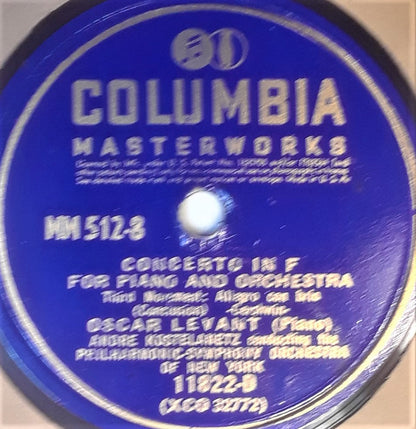 COLUMBIA
MASTERWORKS
MM 512-8
CONCERTO IN F
FOR PIANO AND ORCHESTRA
Third Movement: Allegro con brio
(Conclusion) -Gershwin-
OSCAR LEVANT (Piano)
ANDRE KOSTELANETZ conducting the
PHILHARMONIC-SYMPHONY ORCHESTRA
OF NEW YORK
11822-D
(XCO 32772)